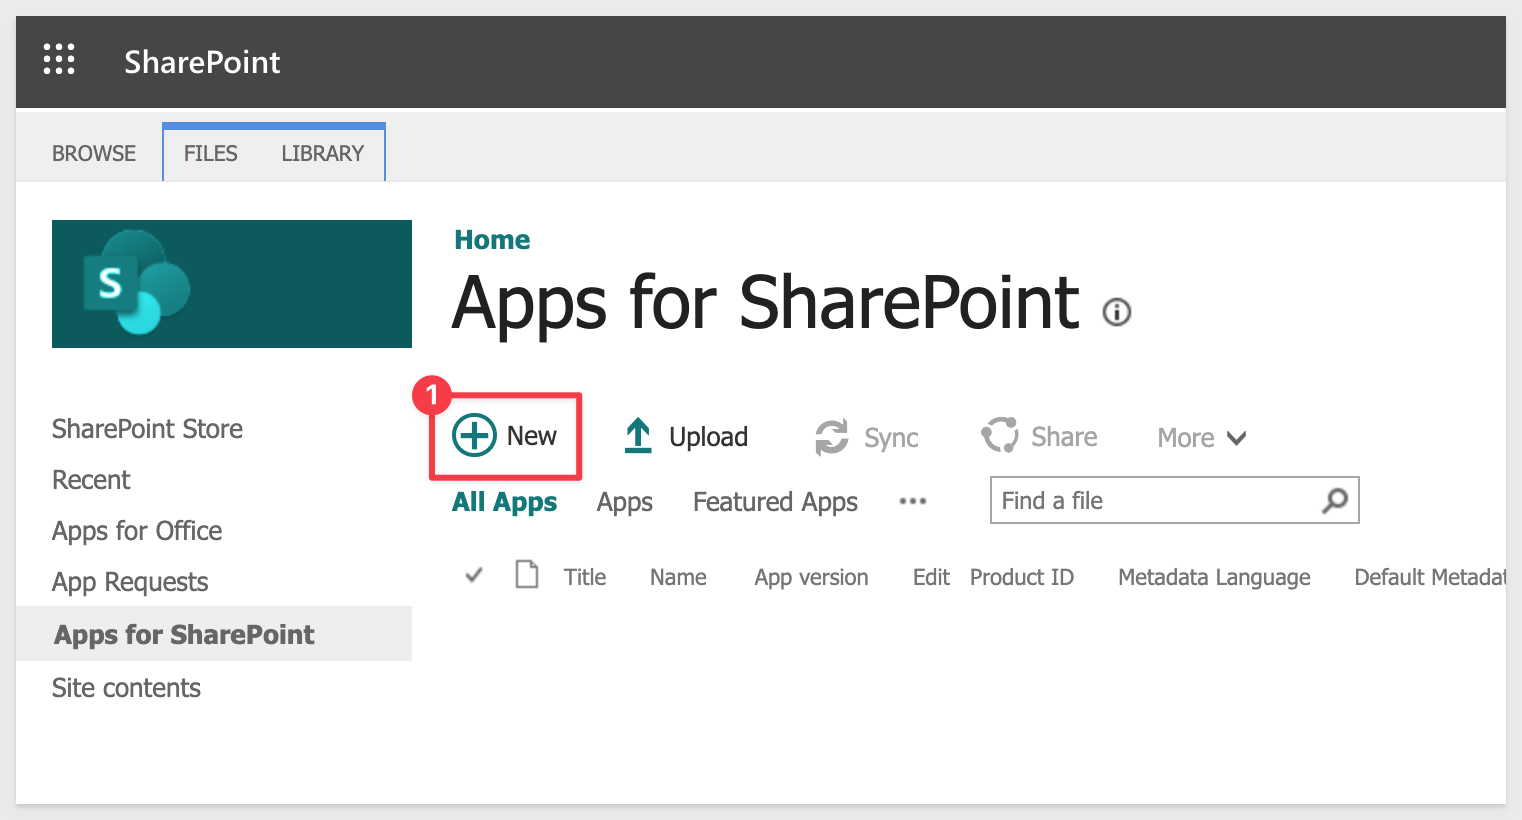 SharePoint
BROWSE FILES LIBRARY
S
Home
Apps for SharePoint
1
New Upload Sync Share More
All Apps Apps Featured Apps ••• Find a file
Title Name App version Edit Product ID Metadata Language Default Metadat
SharePoint Store
Recent
Apps for Office
App Requests
Apps for SharePoint
Site contents